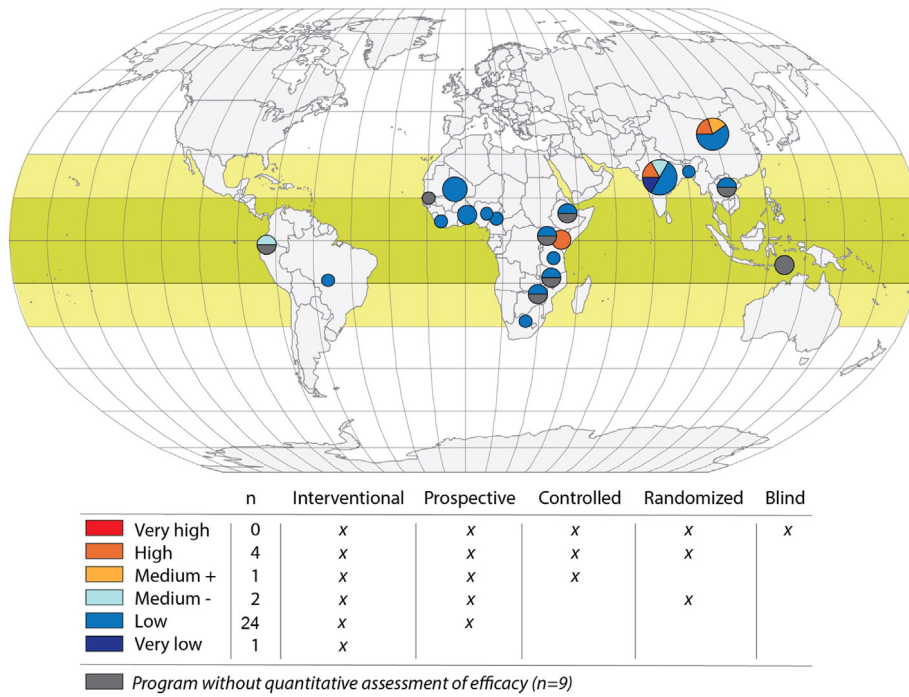 n Interventional Prospective Controlled Randomized Blind
Very high 0 x x x x x
High 4 x x x x
Medium + 1 x x x
Medium - 2 x x x
Low 24 x x
Very low 1 x
Program without quantitative assessment of efficacy (n=9)